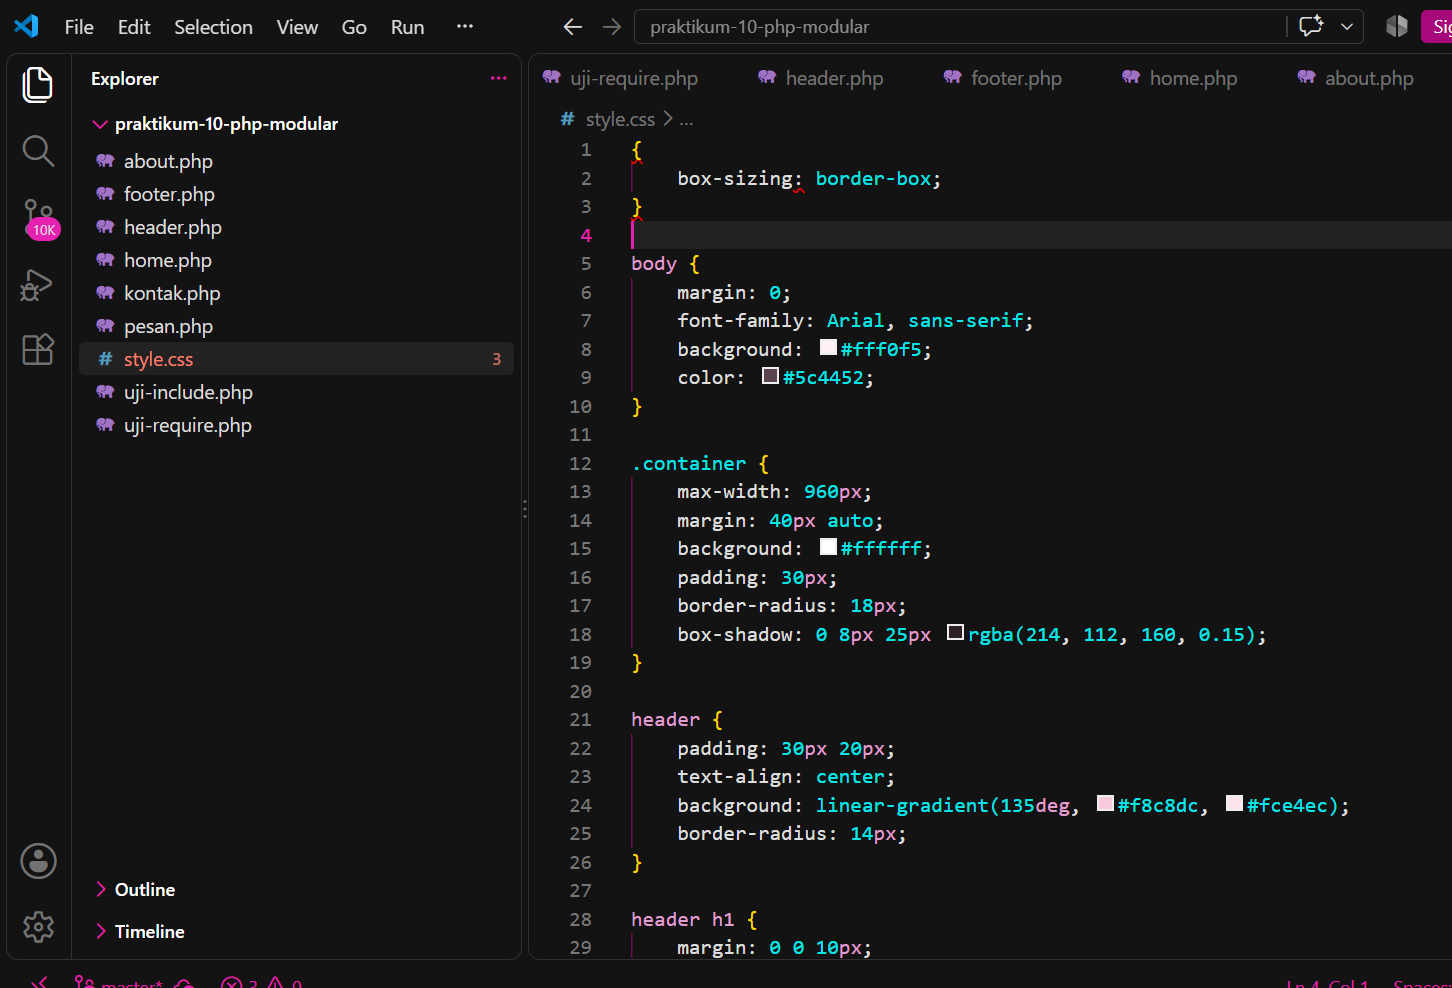 File Edit Selection View Go Run ···
praktikum-10-php-modular
Explorer ···
praktikum-10-php-modular
about.php
footer.php
header.php
home.php
kontak.php
pesan.php
# style.css 3
uji-include.php
uji-require.php
10K
Outline
Timeline
uji-require.php header.php footer.php home.php about.php
# style.css > ...
1 {
2 box-sizing: border-box;
3 }
4
5 body {
6 margin: 0;
7 font-family: Arial, sans-serif;
8 background: #fff0f5;
9 color: #5c4452;
10 }
11
12 .container {
13 max-width: 960px;
14 margin: 40px auto;
15 background: #ffffff;
16 padding: 30px;
17 border-radius: 18px;
18 box-shadow: 0 8px 25px rgba(214, 112, 160, 0.15);
19 }
20
21 header {
22 padding: 30px 20px;
23 text-align: center;
24 background: linear-gradient(135deg, #f8c8dc, #fce4ec);
25 border-radius: 14px;
26 }
27
28 header h1 {
29 margin: 0 0 10px;
master* 3 0
Ln 4, Col 1